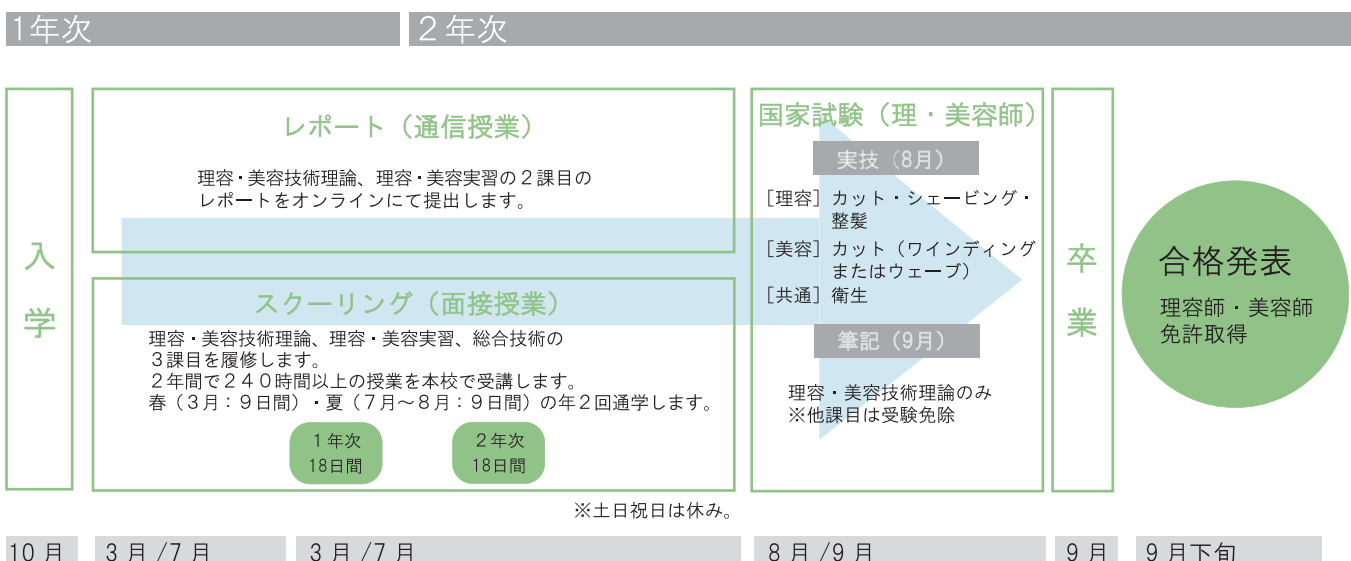 1年次
2年次
入学
レポート（通信授業）
理容・美容技術理論、理容・美容実習の２課目の
レポートをオンラインにて提出します。
スクーリング（面接授業）
理容・美容技術理論、理容・美容実習、総合技術の
３課目を履修します。
２年間で２４０時間以上の授業を本校で受講します。
春（３月：９日間）・夏（７月～８月：９日間）の年２回通学します。
１年次
18日間
２年次
18日間
※土日祝日は休み。
国家試験（理・美容師）
実技（8月）
［理容］カット・シェービング・
整髪
［美容］カット（ワインディング
またはウェーブ）
［共通］衛生
筆記（9月）
理容・美容技術理論のみ
※他課目は受験免除
卒業
合格発表
理容師・美容師
免許取得
10 月
3 月 /7 月
3 月 /7 月
8 月 /9 月
9 月
9 月下旬